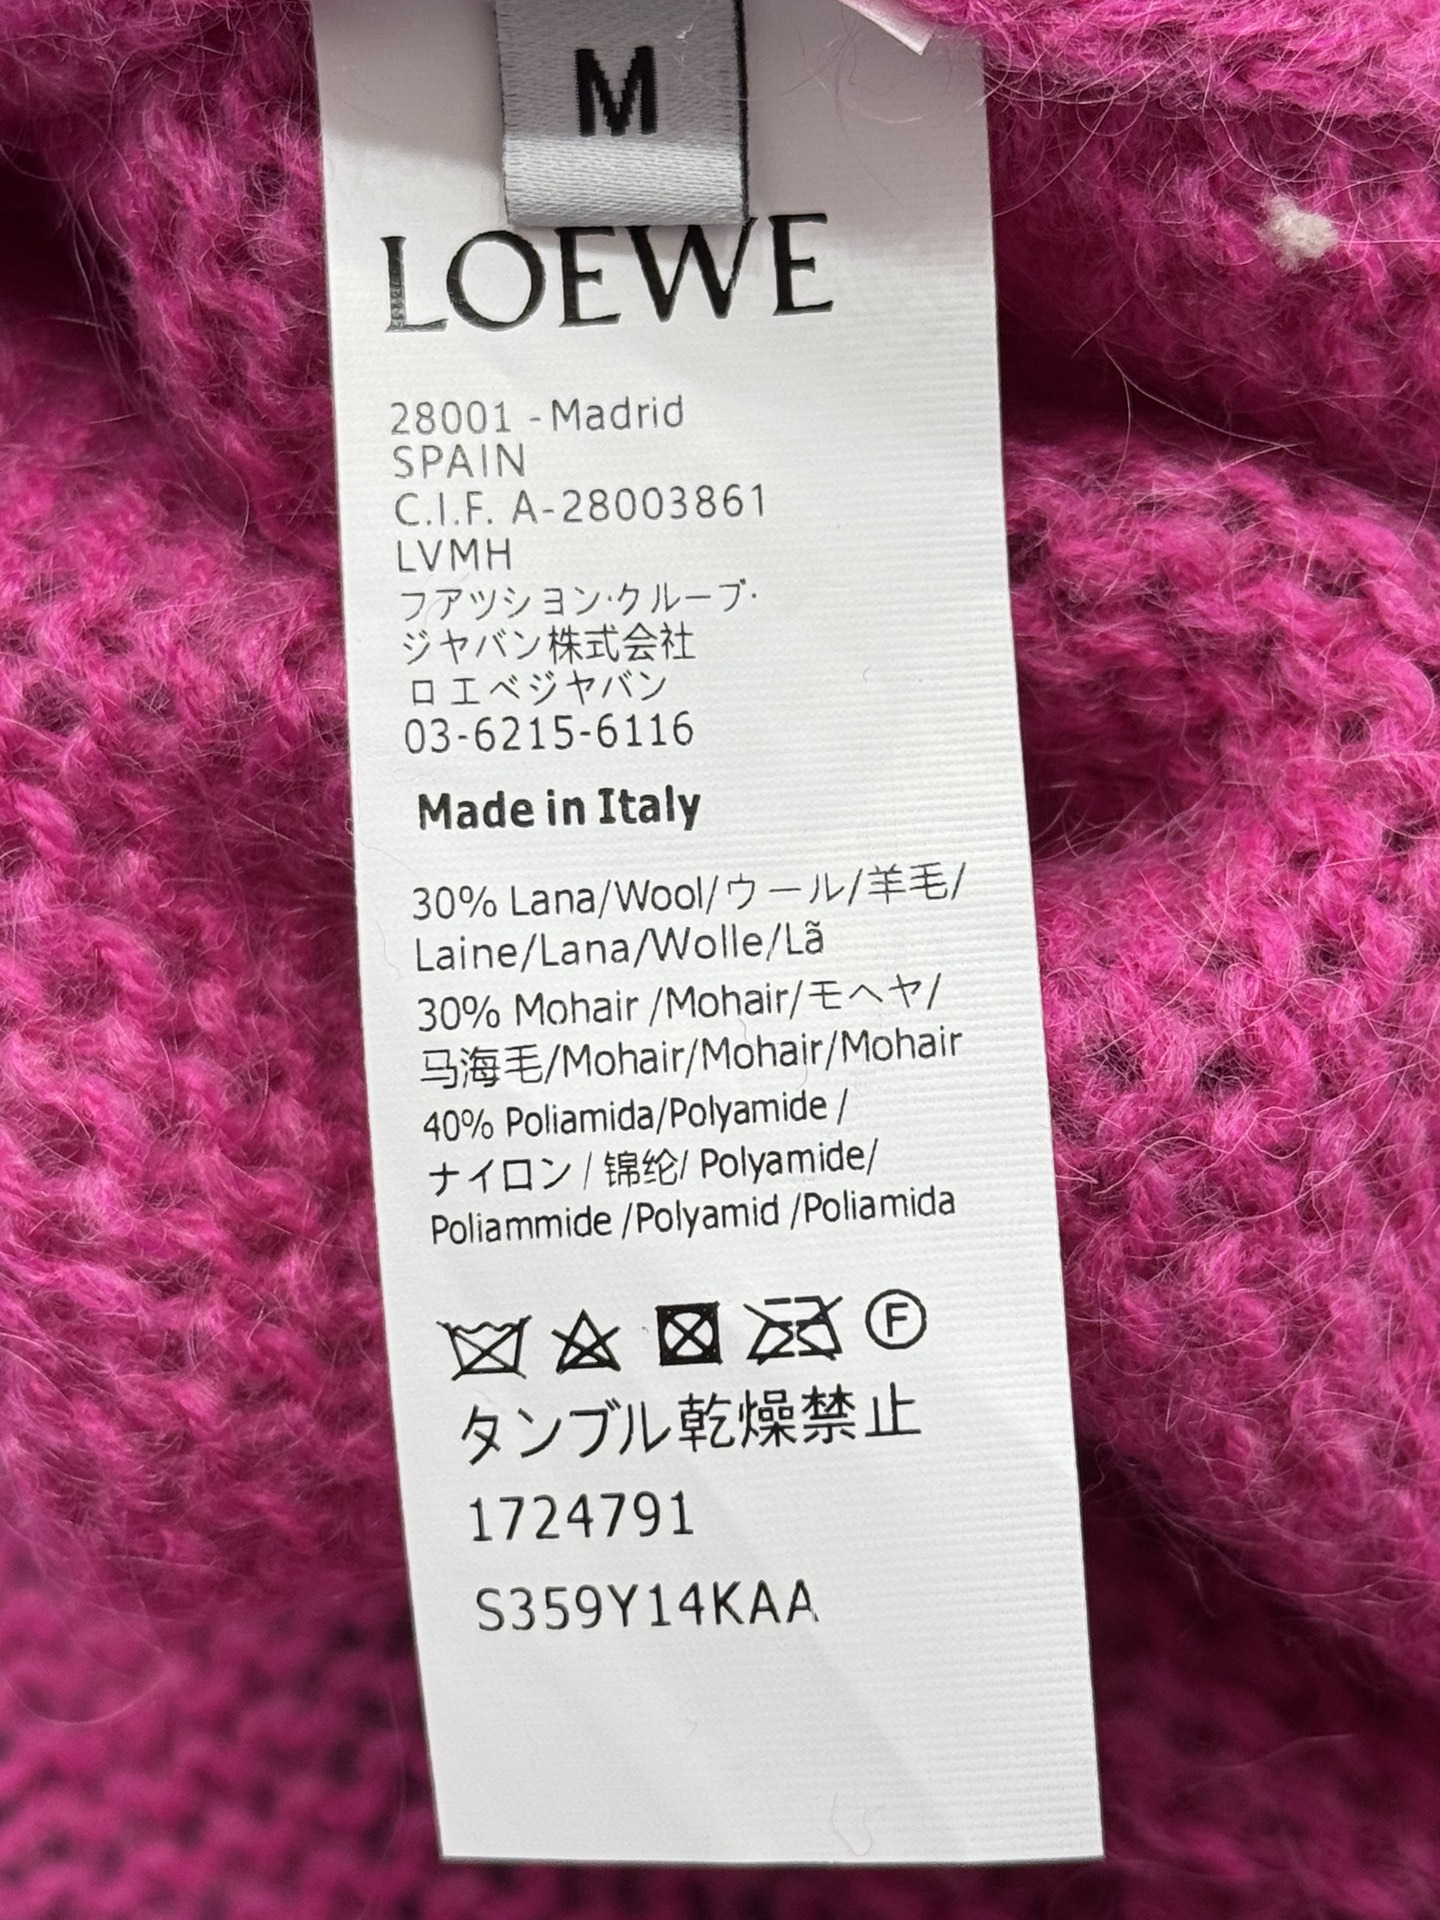 M
LOEWE
28001 - Madrid
SPAIN
C.I.F. A-28003861
LVMH
フアツション·クループ·
ジヤバン株式会社
ロエベジヤバン
03-6215-6116
Made in Italy
30% Lana/Wool/ウール/羊毛/
Laine/Lana/Wolle/Lã
30% Mohair /Mohair/モヘヤ/
马海毛/Mohair/Mohair/Mohair
40% Poliamida/Polyamide /
ナイロン / 锦纶/ Polyamide/
Poliammide /Polyamid /Poliamida
F
タンブル乾燥禁止
1724791
S359Y14KAA